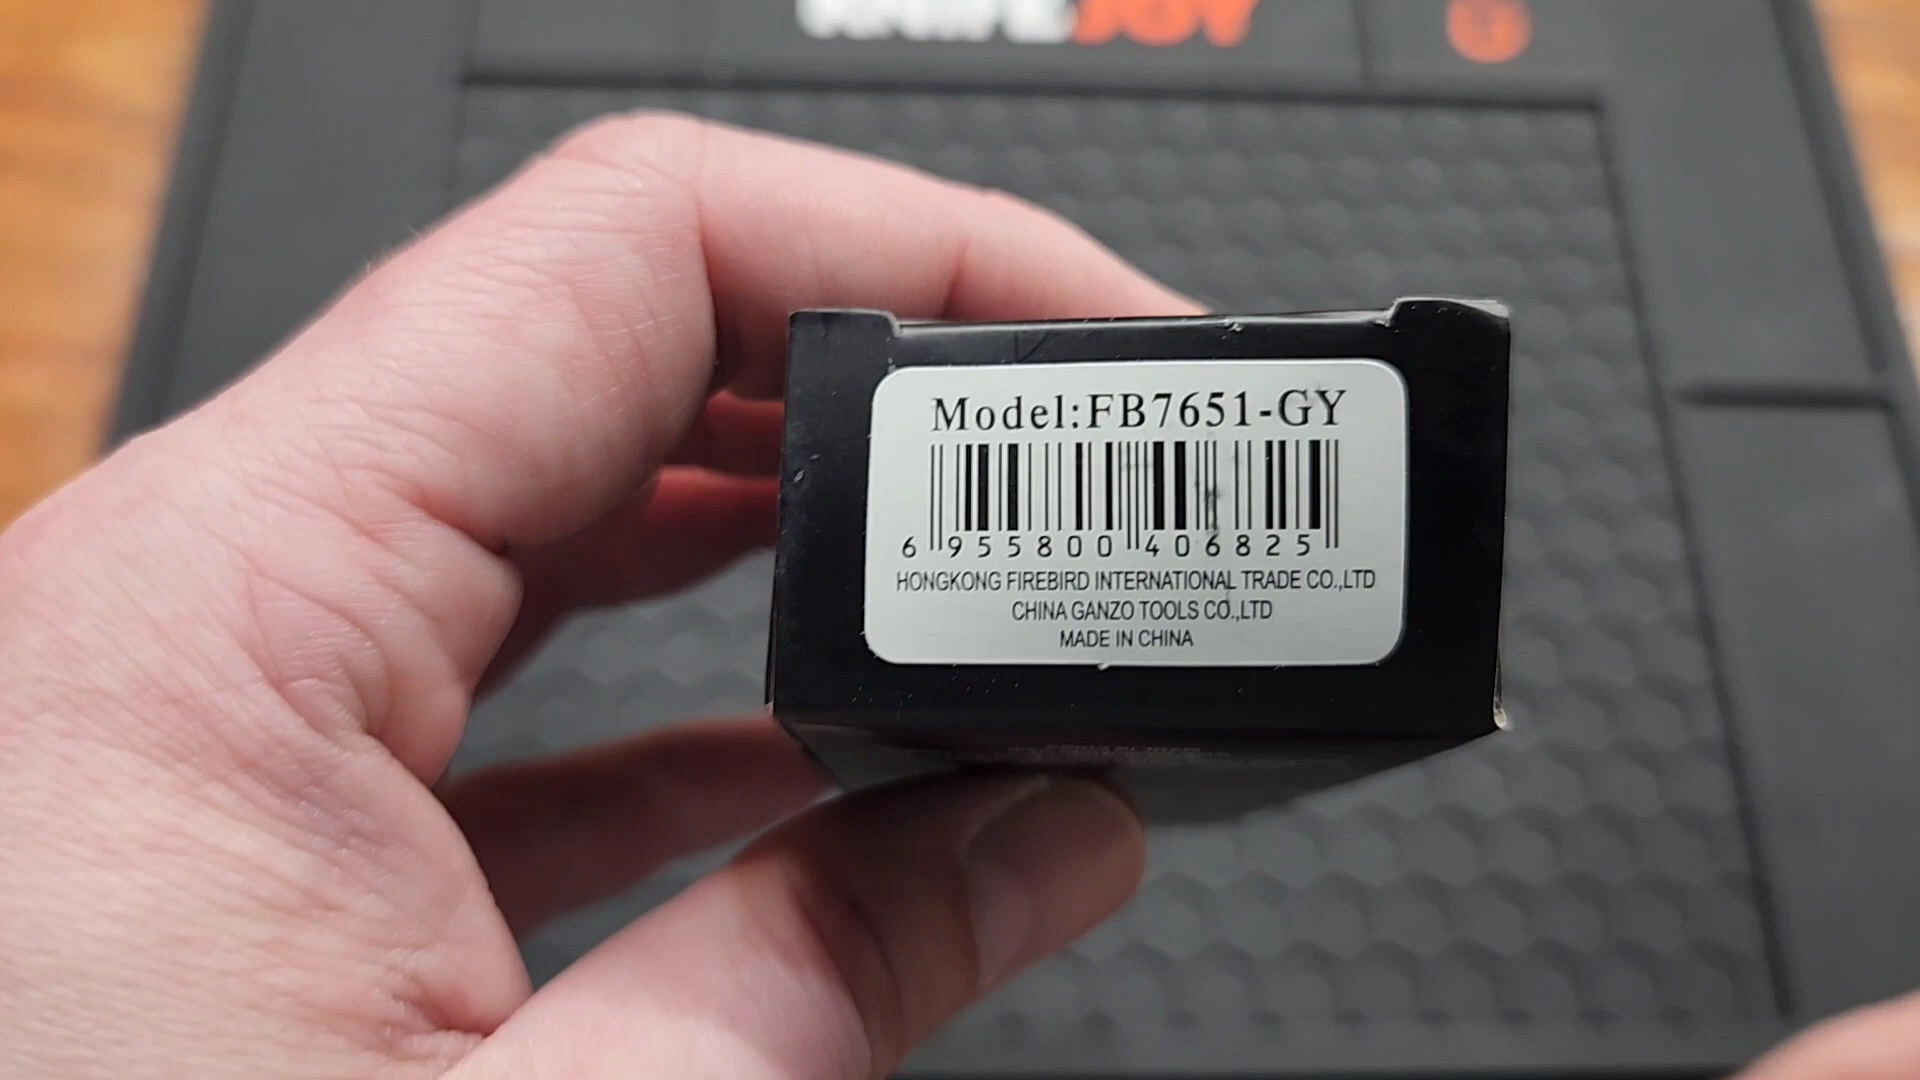 KNIFEJOY
Model:FB7651-GY
6 955800 406825
HONGKONG FIREBIRD INTERNATIONAL TRADE CO.,LTD
CHINA GANZO TOOLS CO.,LTD
MADE IN CHINA